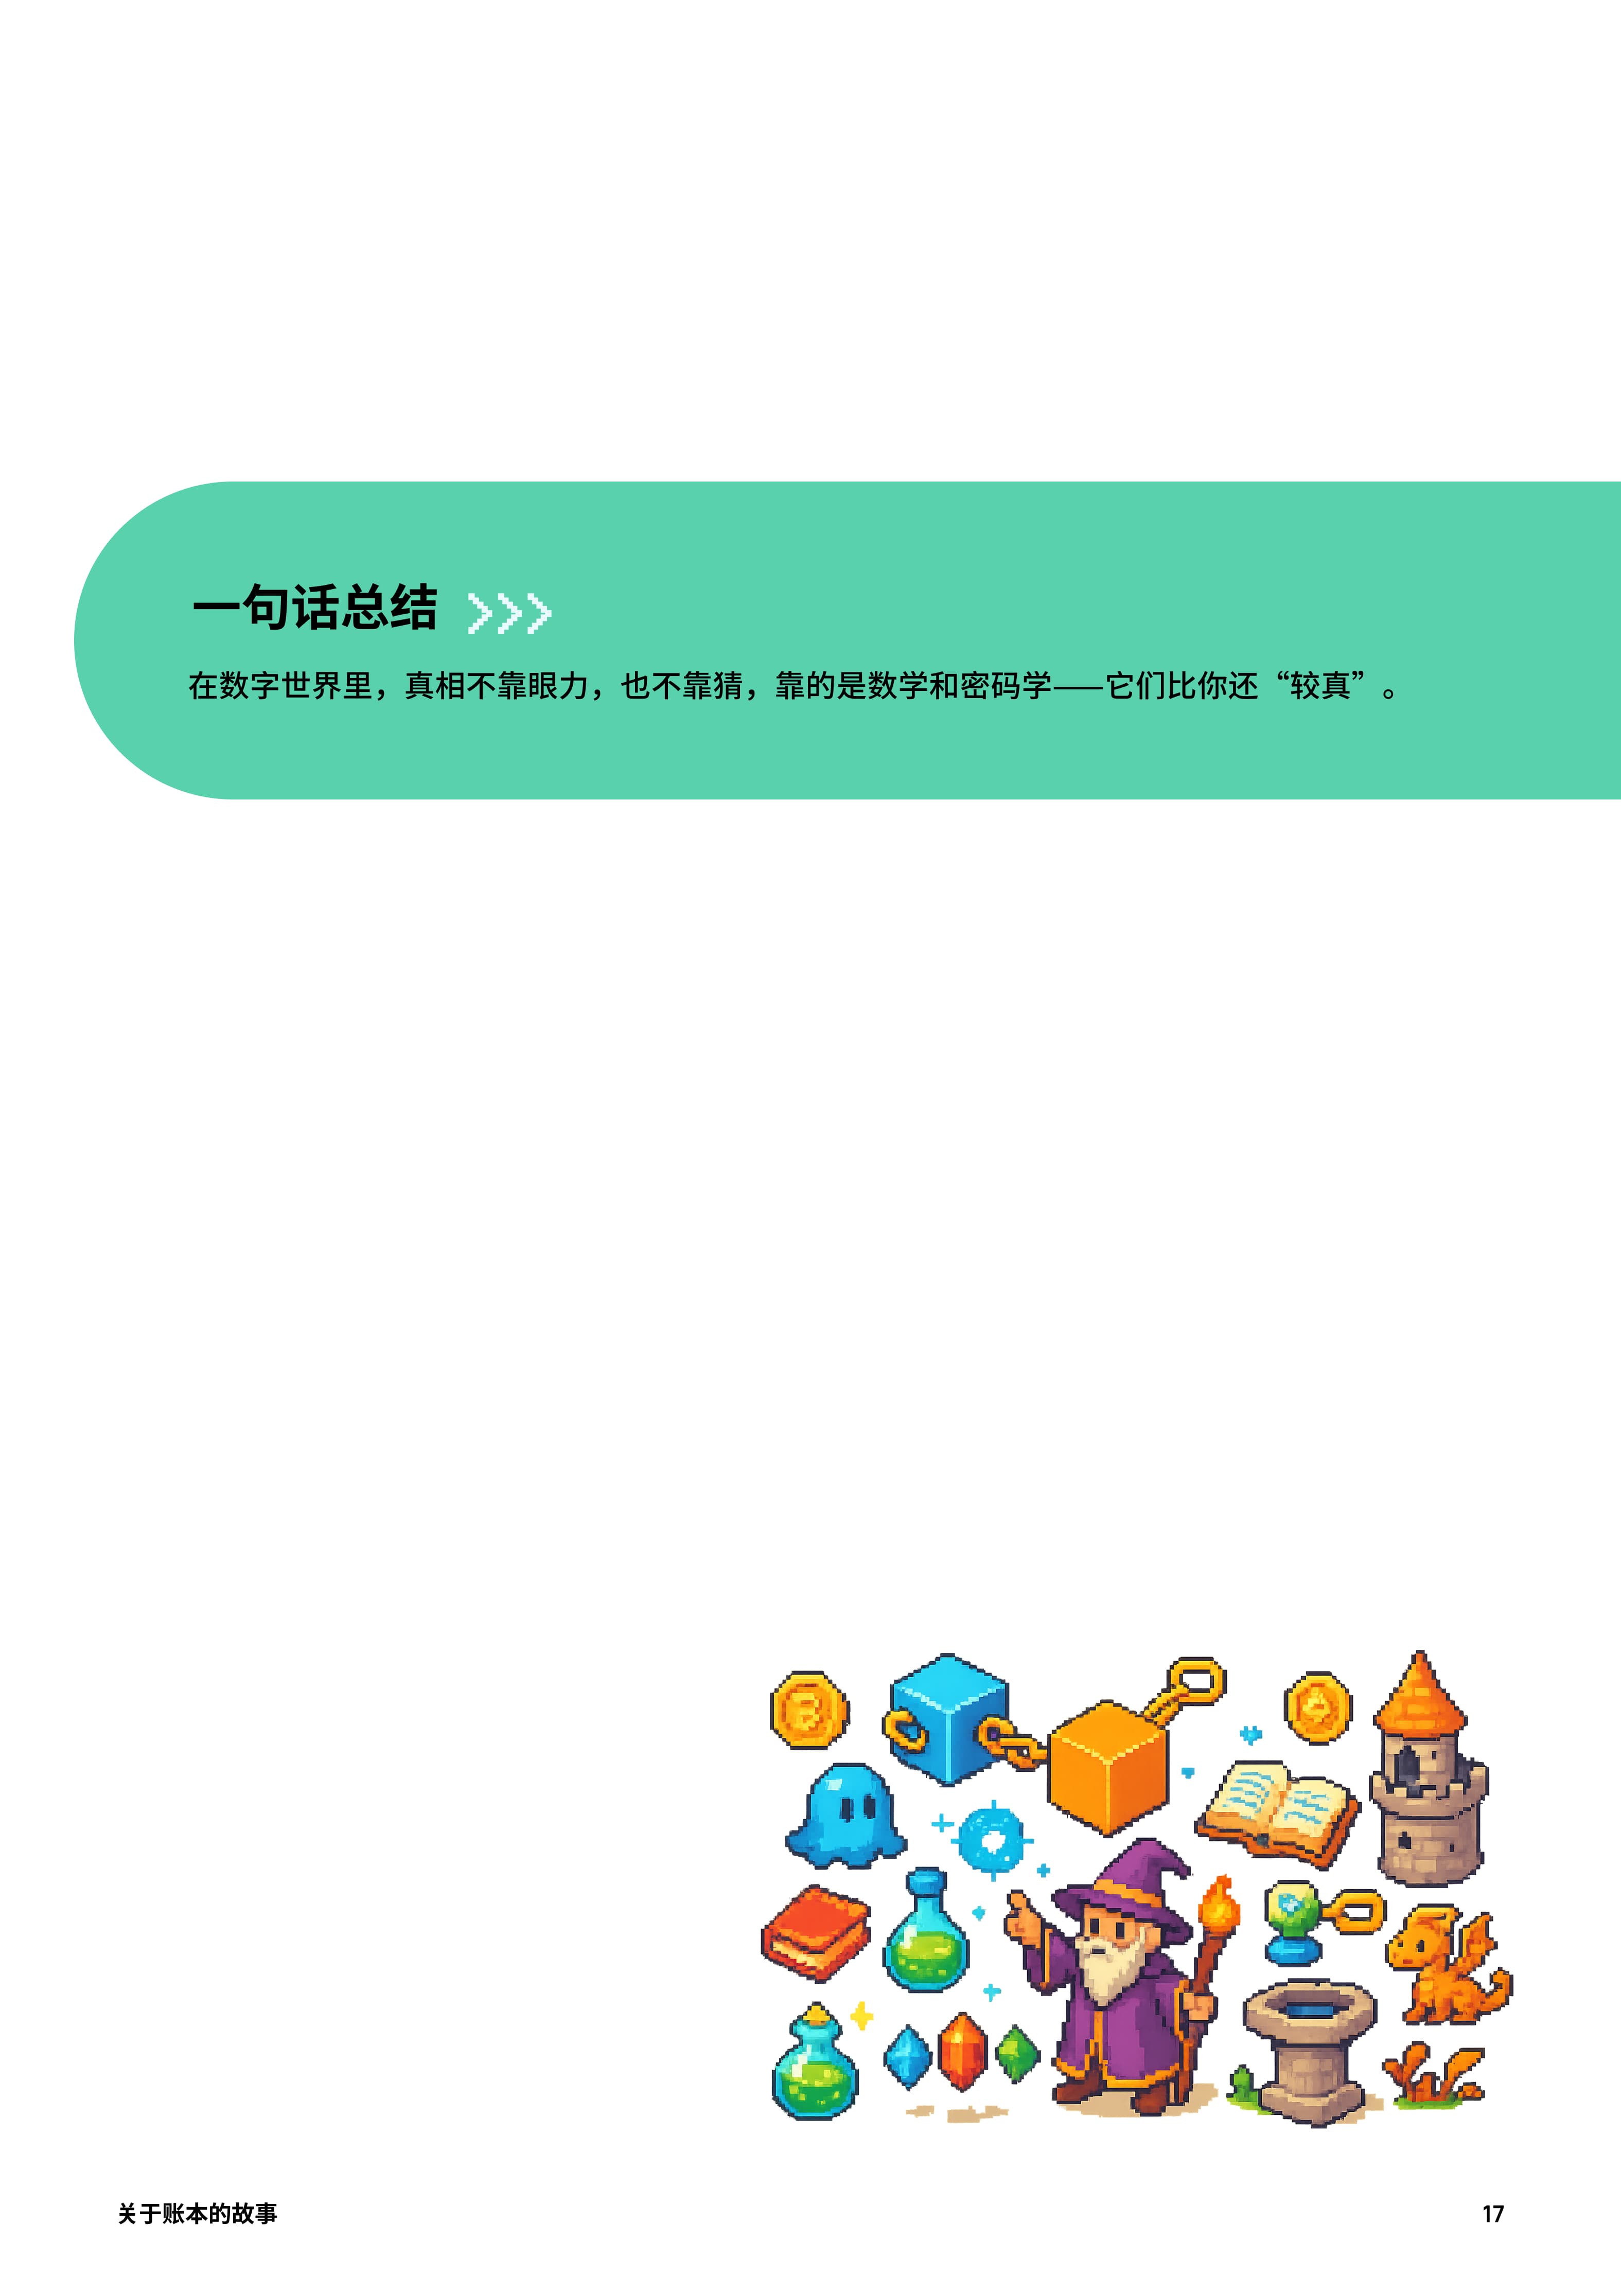 一句话总结
在数字世界里，真相不靠眼力，也不靠猜，靠的是数学和密码学——它们比你还“较真”。
关于账本的故事
17